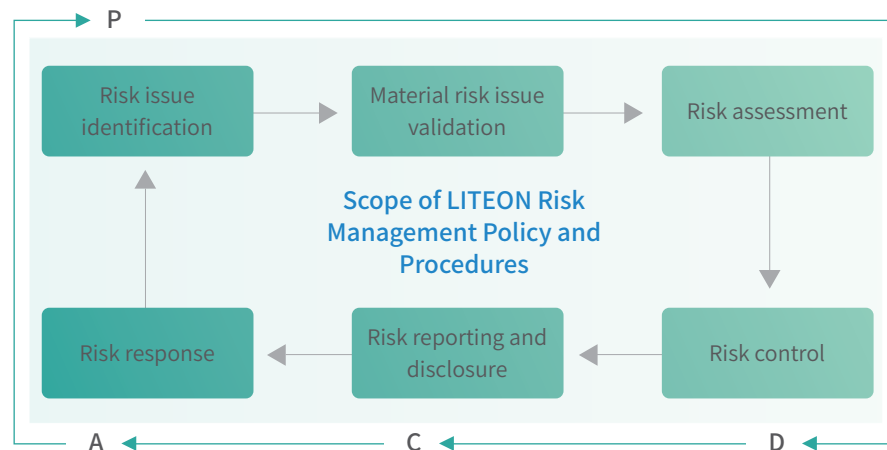 P
Risk issue
identification
Material risk issue
validation
Risk assessment
Scope of LITEON Risk
Management Policy and
Procedures
Risk response
Risk reporting and
disclosure
Risk control
A
C
D